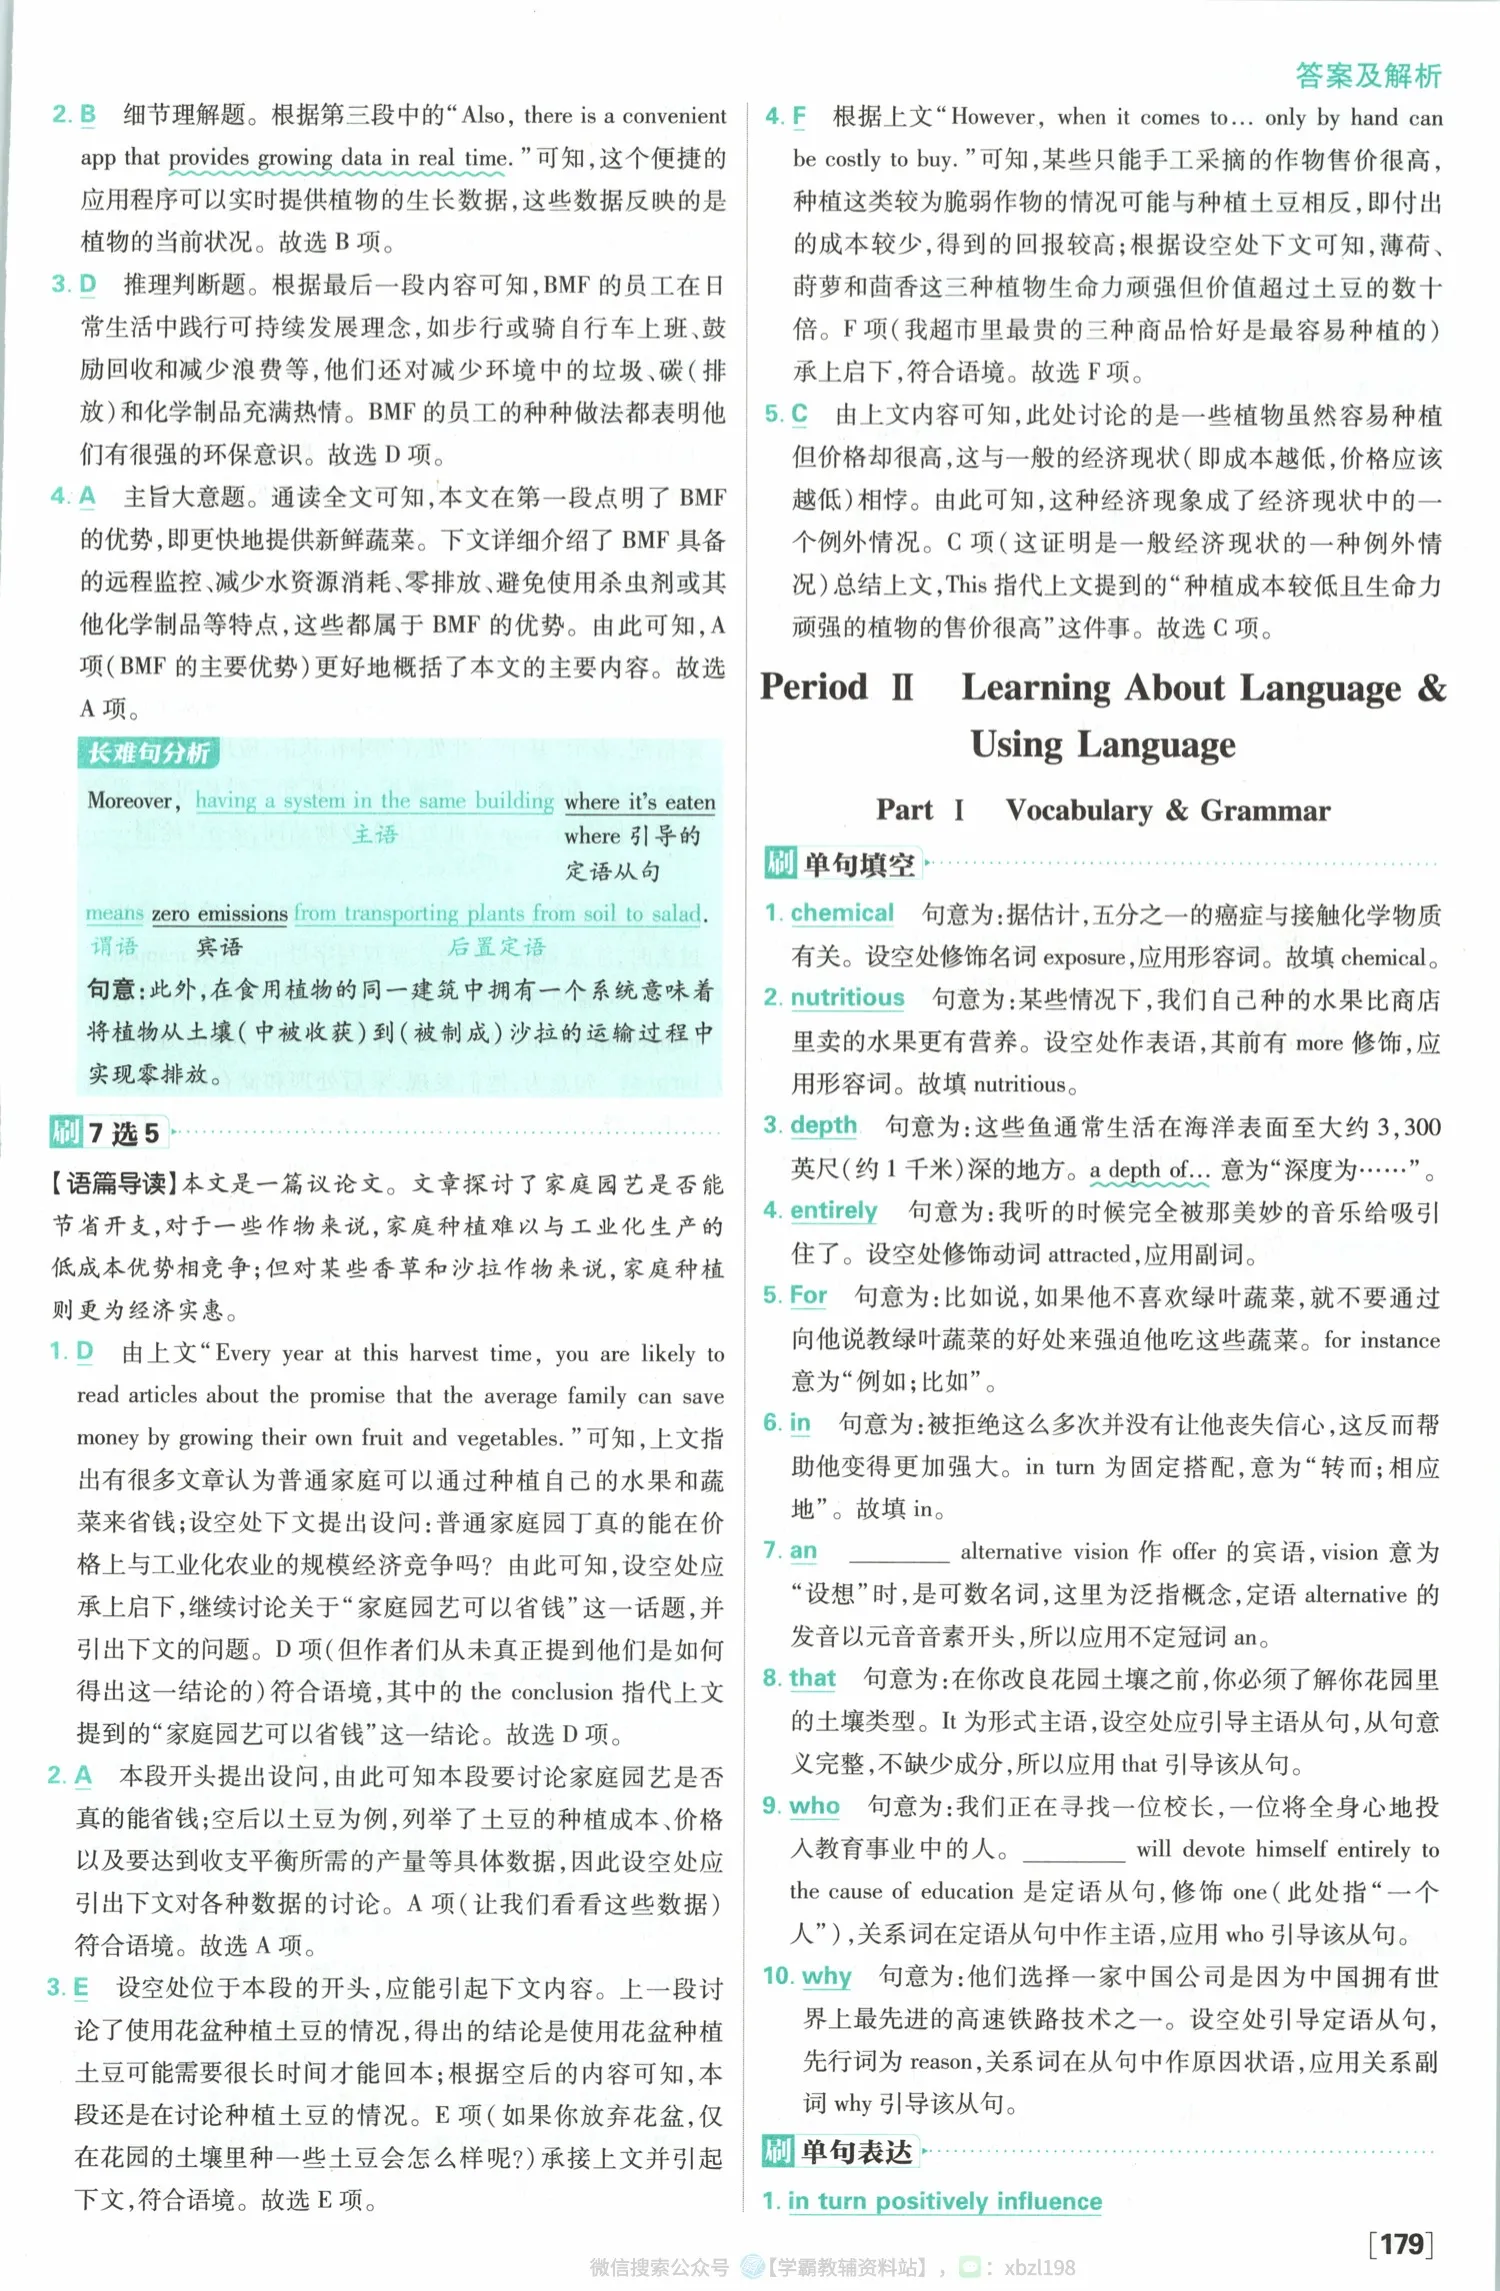 答案及解析
2. B 细节理解题。根据第三段中的“Also, there is a convenient
app that provides growing data in real time.”可知,这个便捷的
应用程序可以实时提供植物的生长数据,这些数据反映的是
植物的当前状况。故选 B 项。
3. D 推理判断题。根据最后一段内容可知,BMF 的员工在日
常生活中践行可持续发展理念,如步行或骑自行车上班、鼓
励回收和减少浪费等,他们还对减少环境中的垃圾、碳(排
放)和化学制品充满热情。BMF 的员工的种种做法都表明他
们有很强的环保意识。故选 D 项。
4. A 主旨大意题。通读全文可知,本文在第一段点明了 BMF
的优势,即更快地提供新鲜蔬菜。下文详细介绍了 BMF 具备
的远程监控、减少水资源消耗、零排放、避免使用杀虫剂或其
他化学制品等特点,这些都属于 BMF 的优势。由此可知,A
项(BMF 的主要优势)更好地概括了本文的主要内容。故选
A 项。
长难句分析
Moreover, having a system in the same building where it's eaten
主语 where 引导的
定语从句
means zero emissions from transporting plants from soil to salad.
谓语 宾语 后置定语
句意:此外,在食用植物的同一建筑中拥有一个系统意味着
将植物从土壤(中被收获)到(被制成)沙拉的运输过程中
实现零排放。
刷 7 选 5
【语篇导读】本文是一篇议论文。文章探讨了家庭园艺是否能
节省开支,对于一些作物来说,家庭种植难以与工业化生产的
低成本优势相竞争;但对某些香草和沙拉作物来说,家庭种植
则更为经济实惠。
1. D 由上文“Every year at this harvest time, you are likely to
read articles about the promise that the average family can save
money by growing their own fruit and vegetables.”可知,上文指
出有很多文章认为普通家庭可以通过种植自己的水果和蔬
菜来省钱;设空处下文提出设问:普通家庭园丁真的能在价
格上与工业化农业的规模经济竞争吗? 由此可知,设空处应
承上启下,继续讨论关于“家庭园艺可以省钱”这一话题,并
引出下文的问题。D 项(但作者们从未真正提到他们是如何
得出这一结论的)符合语境,其中的 the conclusion 指代上文
提到的“家庭园艺可以省钱”这一结论。故选 D 项。
2. A 本段开头提出设问,由此可知本段要讨论家庭园艺是否
真的能省钱;空后以土豆为例,列举了土豆的种植成本、价格
以及要达到收支平衡所需的产量等具体数据,因此设空处应
引出下文对各种数据的讨论。A 项(让我们看看这些数据)
符合语境。故选 A 项。
3. E 设空处位于本段的开头,应能引起下文内容。上一段讨
论了使用花盆种植土豆的情况,得出的结论是使用花盆种植
土豆可能需要很长时间才能回本;根据空后的内容可知,本
段还是在讨论种植土豆的情况。E 项(如果你放弃花盆,仅
在花园的土壤里种一些土豆会怎么样呢?)承接上文并引起
下文,符合语境。故选 E 项。
4. F 根据上文“However, when it comes to… only by hand can
be costly to buy.”可知,某些只能手工采摘的作物售价很高,
种植这类较为脆弱作物的情况可能与种植土豆相反,即付出
的成本较少,得到的回报较高;根据设空处下文可知,薄荷、
莳萝和茴香这三种植物生命力顽强但价值超过土豆的数十
倍。F 项(我超市里最贵的三种商品恰好是最容易种植的)
承上启下,符合语境。故选 F 项。
5. C 由上文内容可知,此处讨论的是一些植物虽然容易种植
但价格却很高,这与一般的经济现状(即成本越低,价格应该
越低)相悖。由此可知,这种经济现象成了经济现状中的一
个例外情况。C 项(这证明是一般经济现状的一种例外情
况)总结上文,This 指代上文提到的“种植成本较低且生命力
顽强的植物的售价很高”这件事。故选 C 项。
Period Ⅱ Learning About Language &
Using Language
Part Ⅰ Vocabulary & Grammar
刷 单句填空
1. chemical 句意为:据估计,五分之一的癌症与接触化学物质
有关。设空处修饰名词 exposure,应用形容词。故填 chemical。
2. nutritious 句意为:某些情况下,我们自己种的水果比商店
里卖的水果更有营养。设空处作表语,其前有 more 修饰,应
用形容词。故填 nutritious。
3. depth 句意为:这些鱼通常生活在海洋表面至大约 3,300
英尺(约 1 千米)深的地方。a depth of… 意为“深度为……”。
4. entirely 句意为:我听的时候完全被那美妙的音乐给吸引
住了。设空处修饰动词 attracted,应用副词。
5. For 句意为:比如说,如果他不喜欢绿叶蔬菜,就不要通过
向他说教绿叶蔬菜的好处来强迫他吃这些蔬菜。for instance
意为“例如;比如”。
6. in 句意为:被拒绝这么多次并没有让他丧失信心,这反而帮
助他变得更加强大。in turn 为固定搭配,意为“转而;相应
地”。故填 in。
7. an ________ alternative vision 作 offer 的宾语,vision 意为
“设想”时,是可数名词,这里为泛指概念,定语 alternative 的
发音以元音音素开头,所以应用不定冠词 an。
8. that 句意为:在你改良花园土壤之前,你必须了解你花园里
的土壤类型。It 为形式主语,设空处应引导主语从句,从句意
义完整,不缺少成分,所以应用 that 引导该从句。
9. who 句意为:我们正在寻找一位校长,一位将全身心地投
入教育事业中的人。________ will devote himself entirely to
the cause of education 是定语从句,修饰 one(此处指“一个
人”),关系词在定语从句中作主语,应用 who 引导该从句。
10. why 句意为:他们选择一家中国公司是因为中国拥有世
界上最先进的高速铁路技术之一。设空处引导定语从句,
先行词为 reason,关系词在从句中作原因状语,应用关系副
词 why 引导该从句。
刷 单句表达
1. in turn positively influence
[179]
微信搜索公众号【学霸教辅资料站】，：xbzl198